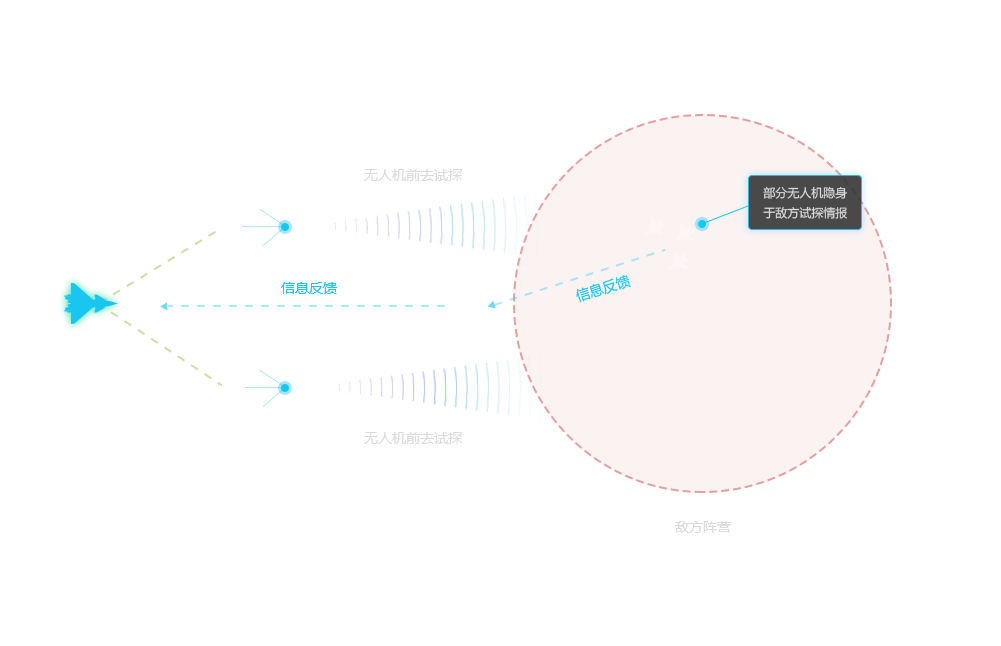 无人机前去试探
部分无人机隐身
于敌方试探情报
信息反馈
信息反馈
无人机前去试探
敌方阵营